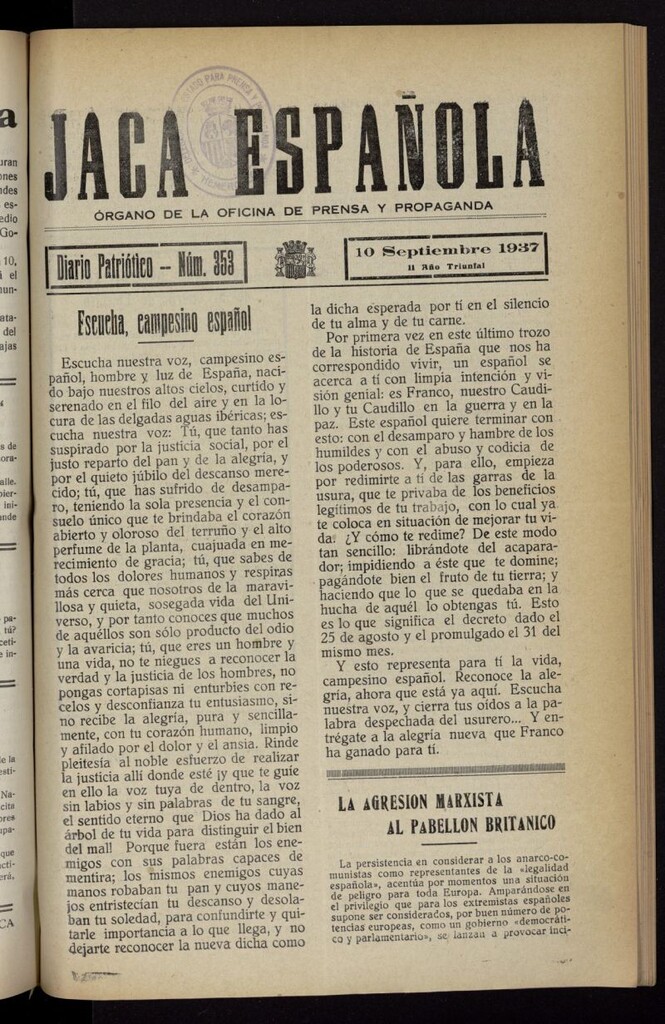 JACA ESPAÑOLA
ÓRGANO DE LA OFICINA DE PRENSA Y PROPAGANDA
Diario Patriótico — Núm. 353
10 Septiembre 1937
II Año Triunfal
Escucha, campesino español
Escucha nuestra voz, campesino es-
pañol, hombre y luz de España, naci-
do bajo nuestros altos cielos, curtido y
serenado en el filo del aire y en la lo-
cura de las delgadas aguas ibéricas; es-
cucha nuestra voz: Tú, que tanto has
suspirado por la justicia social, por el
justo reparto del pan y de la alegría, y
por el quieto júbilo del descanso mere-
cido; tú, que has sufrido de desampa-
ro, teniendo la sola presencia y el con-
suelo único que te brindaba el corazón
abierto y oloroso del terruño y el alto
perfume de la planta, cuajada en me-
recimiento de gracia; tú, que sabes de
todos los dolores humanos y respiras
más cerca que nosotros de la maravi-
llosa y quieta, sosegada vida del Uni-
verso, y por tanto conoces que muchos
de aquéllos son sólo producto del odio
y la avaricia; tú, que eres un hombre y
una vida, no te niegues a reconocer la
verdad y la justicia de los hombres, no
pongas cortapisas ni enturbies con re-
celos y desconfianza tu entusiasmo, si-
no recibe la alegría, pura y sencilla-
mente, con tu corazón humano, limpio
y afilado por el dolor y el ansia. Rinde
pleitesía al noble esfuerzo de realizar
la justicia allí donde esté ¡y que te guíe
en ello la voz tuya de dentro, la voz
sin labios y sin palabras de tu sangre,
el sentido eterno que Dios ha dado al
árbol de tu vida para distinguir el bien
del mal! Porque fuera están los ene-
migos con sus palabras capaces de
mentira; los mismos enemigos cuyas
manos robaban tu pan y cuyos mane-
jos entristecían tu descanso y desola-
ban tu soledad, para confundirte y qui-
tarle importancia a lo que llega, y no
dejarte reconocer la nueva dicha como
la dicha esperada por tí en el silencio
de tu alma y de tu carne.
Por primera vez en este último trozo
de la historia de España que nos ha
correspondido vivir, un español se
acerca a tí con limpia intención y vi-
sión genial: es Franco, nuestro Caudi-
llo y tu Caudillo en la guerra y en la
paz. Este español quiere terminar con
esto: con el desamparo y hambre de los
humildes y con el abuso y codicia de
los poderosos. Y, para ello, empieza
por redimirte a tí de las garras de la
usura, que te privaba de los beneficios
legítimos de tu trabajo, con lo cual ya
te coloca en situación de mejorar tu vi-
da. ¿Y cómo te redime? De este modo
tan sencillo: librándote del acapara-
dor; impidiendo a éste que te domine;
pagándote bien el fruto de tu tierra; y
haciendo que lo que se quedaba en la
hucha de aquél lo obtengas tú. Esto
es lo que significa el decreto dado el
25 de agosto y el promulgado el 31 del
mismo mes.
Y esto representa para tí la vida,
campesino español. Reconoce la ale-
gría, ahora que está ya aquí. Escucha
nuestra voz, y cierra tus oídos a la pa-
labra despechada del usurero... Y en-
trégate a la alegría nueva que Franco
ha ganado para tí.
LA AGRESION MARXISTA
AL PABELLON BRITANICO
La persistencia en considerar a los anarco-co-
munistas como representantes de la «legalidad
española», acentúa por momentos una situación
de peligro para toda Europa. Amparándose en
el privilegio que para los extremistas españoles
supone ser considerados, por buen número de po-
tencias europeas, como un gobierno «democráti-
co y parlamentario», se lanzan a provocar inci-